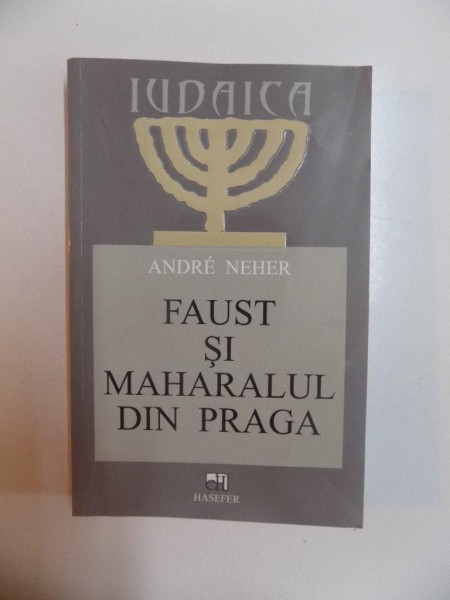 IUDAICA
ANDRÉ NEHER
FAUST
ŞI
MAHARALUL
DIN PRAGA
HASEFER